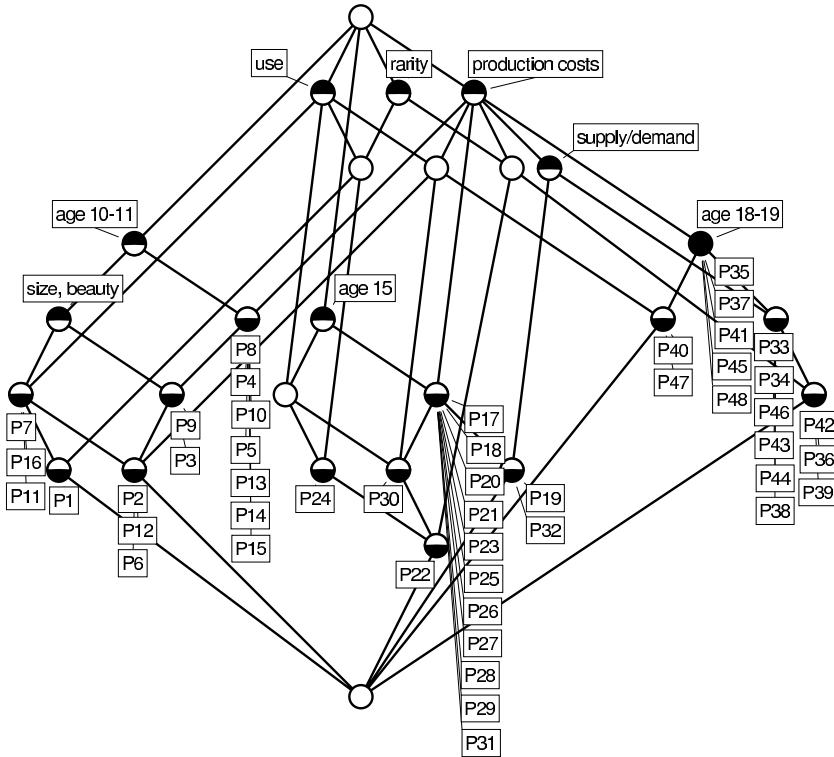 use
rarity
production costs
supply/demand
age 10-11
age 18-19
size, beauty
age 15
P35
P37
P41
P45
P48
P8
P4
P10
P5
P13
P14
P15
P40
P47
P33
P34
P46
P43
P44
P38
P7
P16
P11
P9
P3
P17
P18
P20
P21
P23
P25
P26
P27
P28
P29
P31
P42
P36
P39
P1
P2
P12
P6
P24
P30
P19
P32
P22